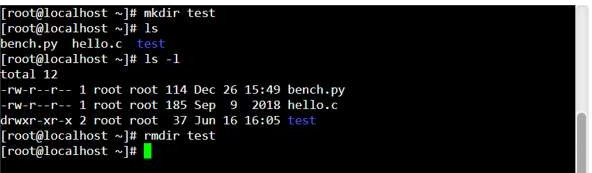 [root@localhost ~]# mkdir test
[root@localhost ~]# ls
bench.py  hello.c  test
[root@localhost ~]# ls -l
total 12
-rw-r--r-- 1 root root 114 Dec 26 15:49 bench.py
-rw-r--r-- 1 root root 185 Sep  9  2018 hello.c
drwxr-xr-x 2 root root  37 Jun 16 16:05 test
[root@localhost ~]# rmdir test
[root@localhost ~]#